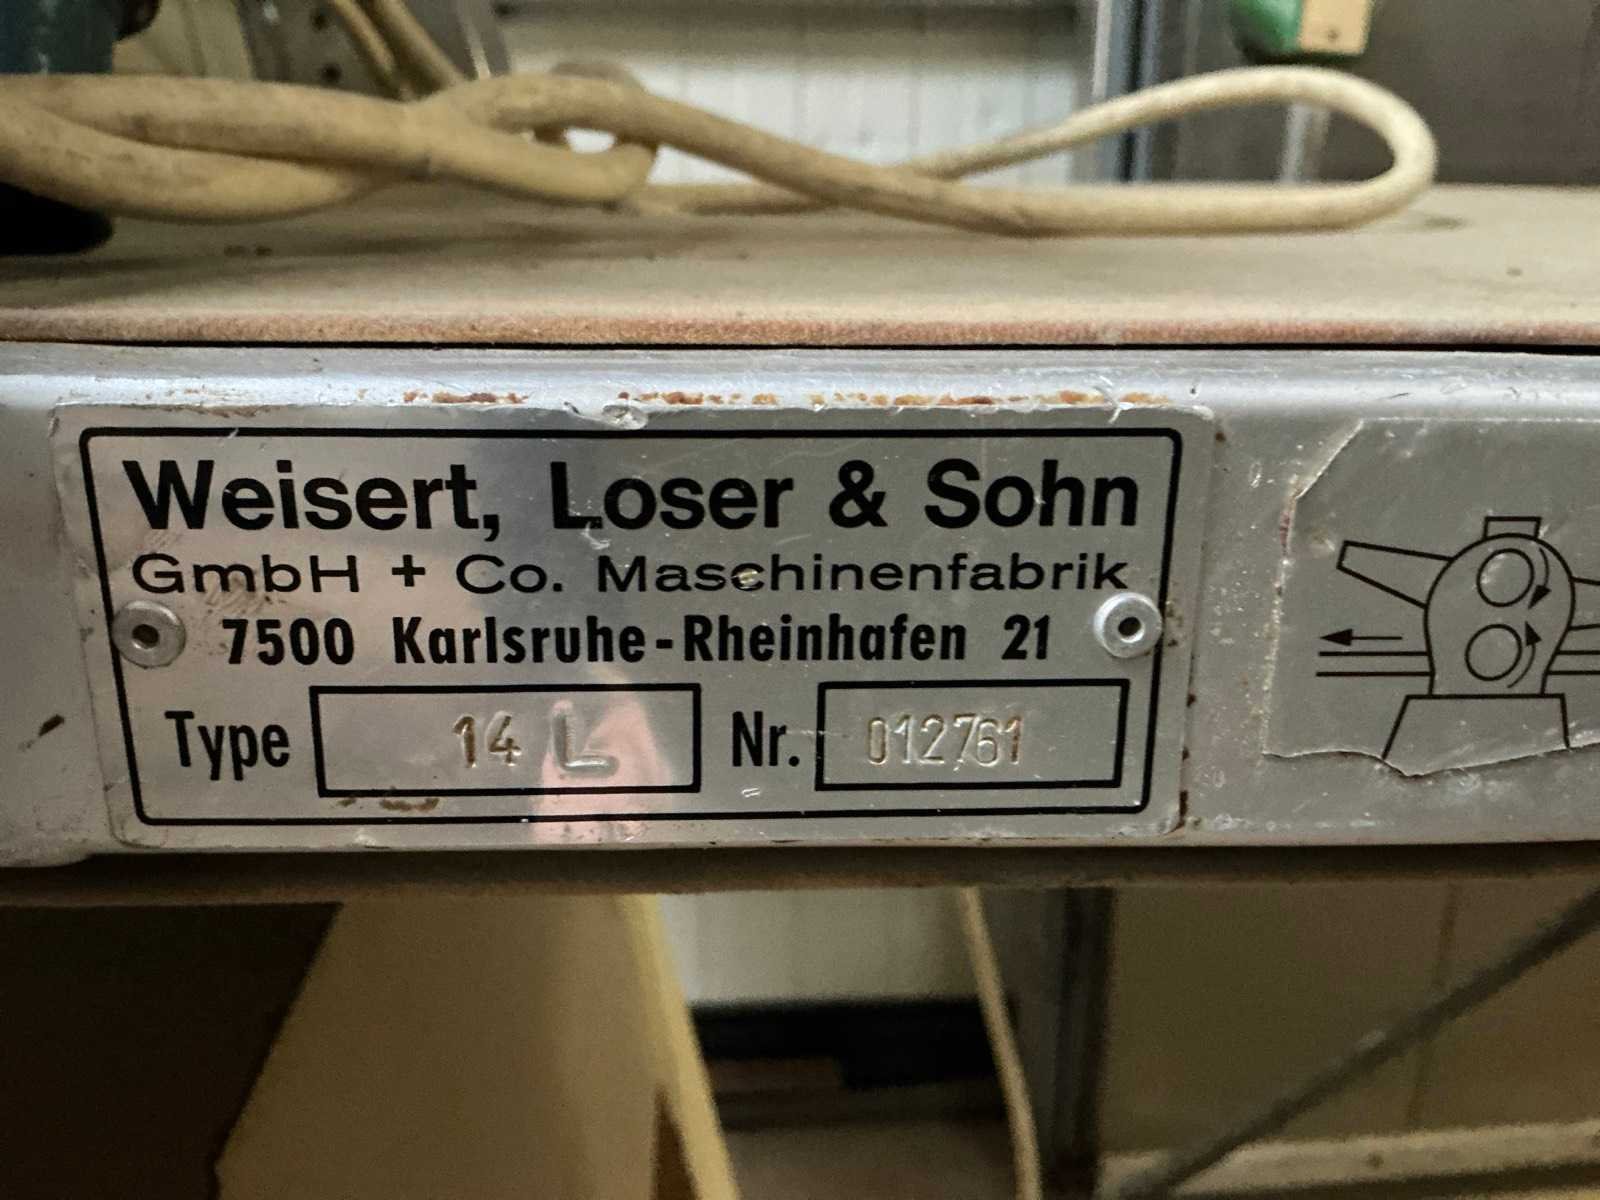 Weisert, Loser & Sohn
GmbH + Co. Maschinenfabrik
7500 Karlsruhe-Rheinhafen 21
Type 14 L Nr. 012761